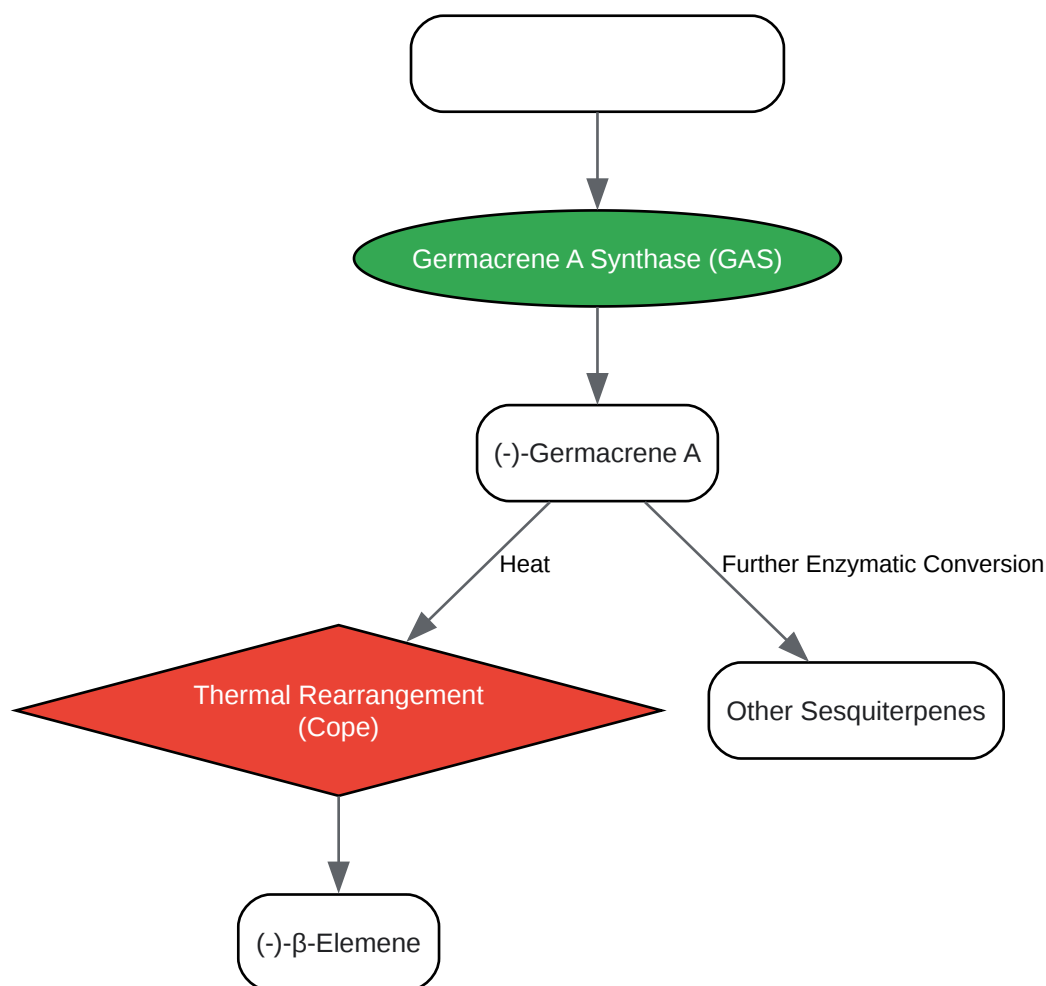 Germacrene A Synthase (GAS)
(-)-Germacrene A
Heat
Further Enzymatic Conversion
Thermal Rearrangement
(Cope)
Other Sesquiterpenes
(-)-β-Elemene